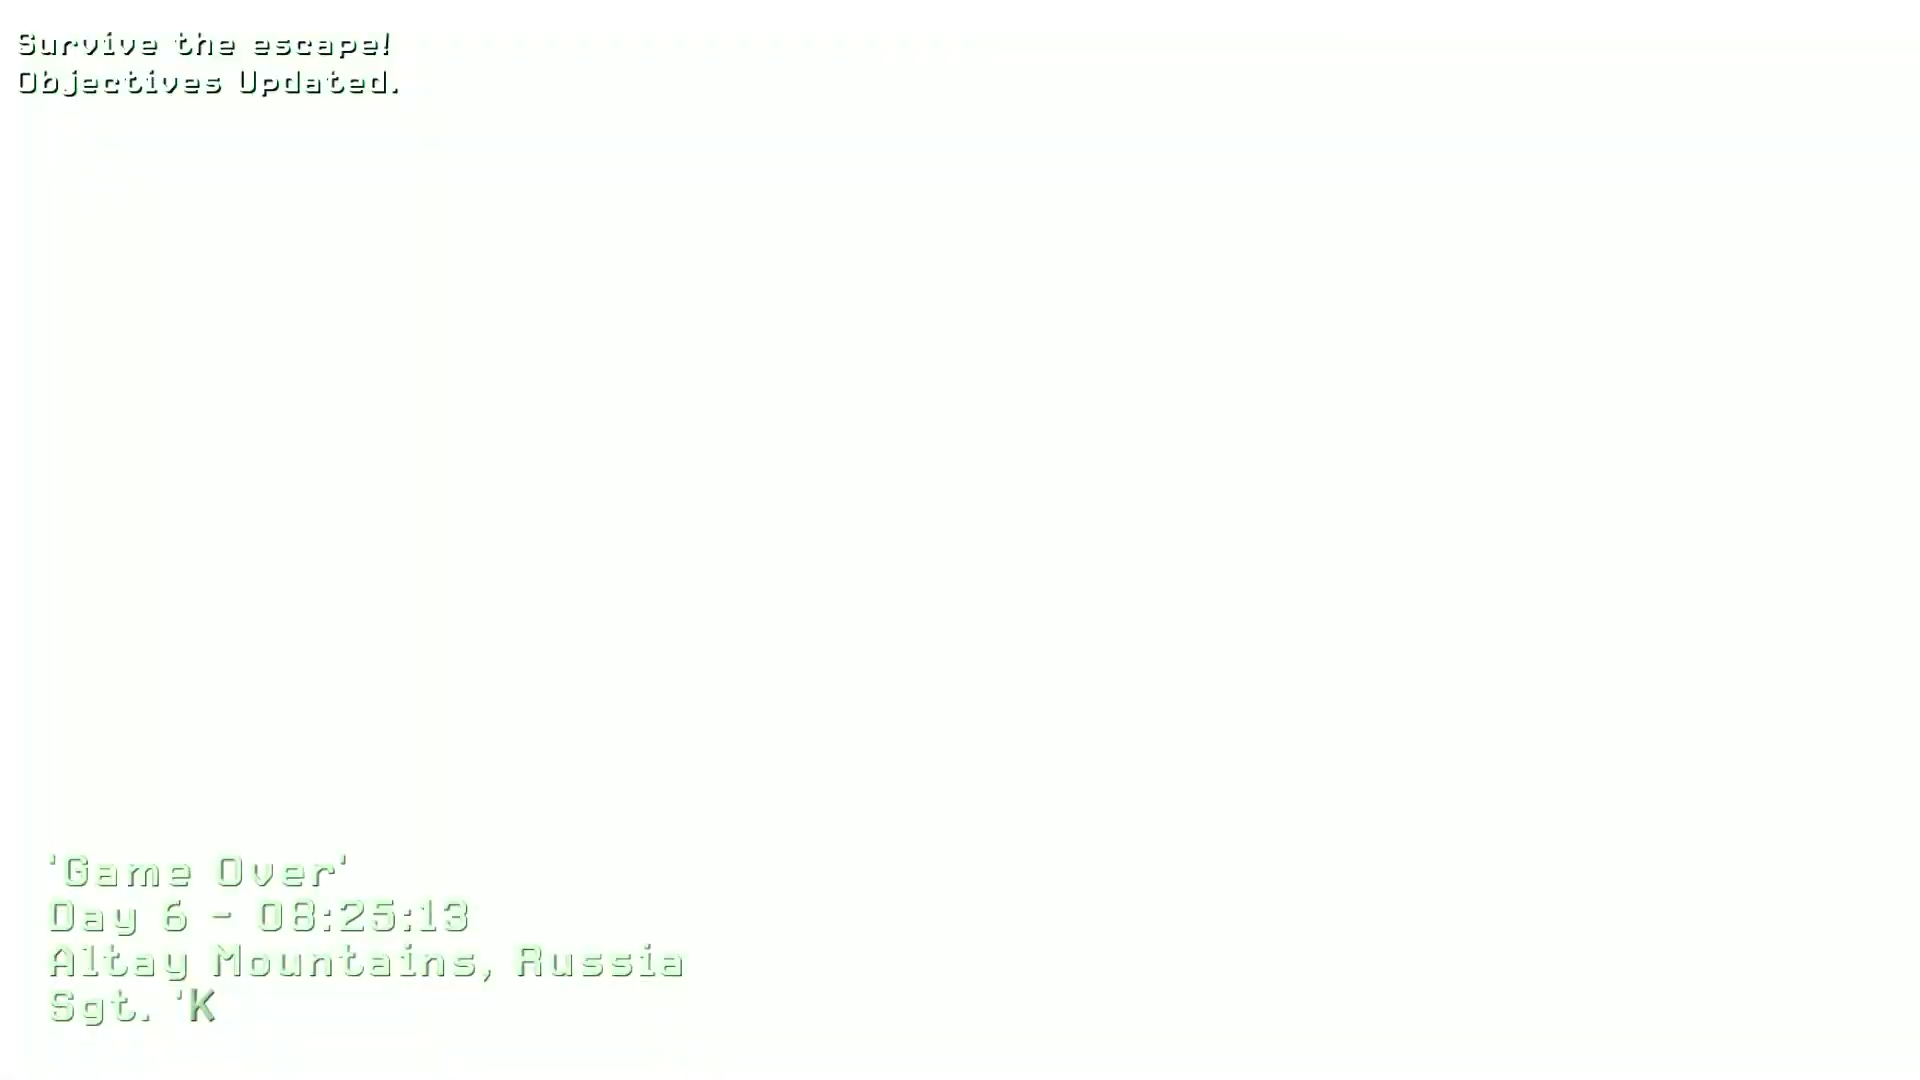 Survive the escape!
Objectives Updated.
'Game Over'
Day 6 - 08:25:13
Altay Mountains, Russia
Sgt. 'K